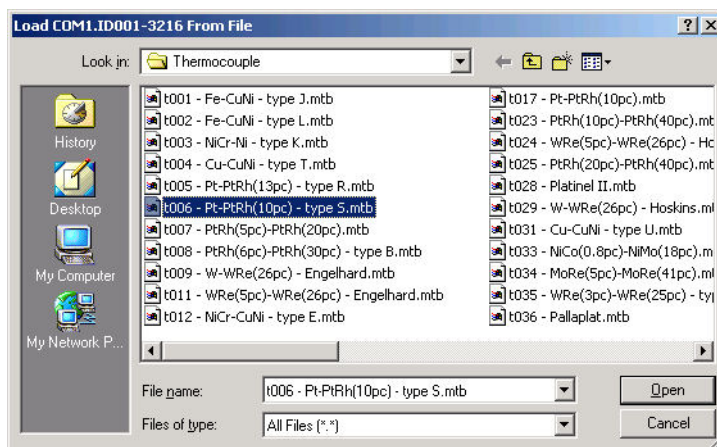 Load COM1.ID001-3216 From File
Look in:
Thermocouple
History
Desktop
My Computer
My Network P...
t001 - Fe-CuNi - type J.mtb
t002 - Fe-CuNi - type L.mtb
t003 - NiCr-Ni - type K.mtb
t004 - Cu-CuNi - type T.mtb
t005 - Pt-PtRh(13pc) - type R.mtb
t006 - Pt-PtRh(10pc) - type S.mtb
t007 - PtRh(5pc)-PtRh(20pc).mtb
t008 - PtRh(6pc)-PtRh(30pc) - type B.mtb
t009 - W-WRe(26pc) - Engelhard.mtb
t011 - WRe(5pc)-WRe(26pc) - Engelhard.mtb
t012 - NiCr-CuNi - type E.mtb
t017 - Pt-PtRh(10pc).mtb
t023 - PtRh(10pc)-PtRh(40pc).mt
t024 - WRe(5pc)-WRe(26pc) - Ho
t025 - PtRh(20pc)-PtRh(40pc).mt
t028 - Platinel II.mtb
t029 - W-WRe(26pc) - Hoskins.mt
t031 - Cu-CuNi - type U.mtb
t033 - NiCo(0.8pc)-NiMo(18pc).m
t034 - MoRe(5pc)-MoRe(41pc).mt
t035 - WRe(3pc)-WRe(25pc) - ty
t036 - Pallaplat.mtb
File name:
t006 - Pt-PtRh(10pc) - type S.mtb
Open
Files of type:
All Files (*.*)
Cancel